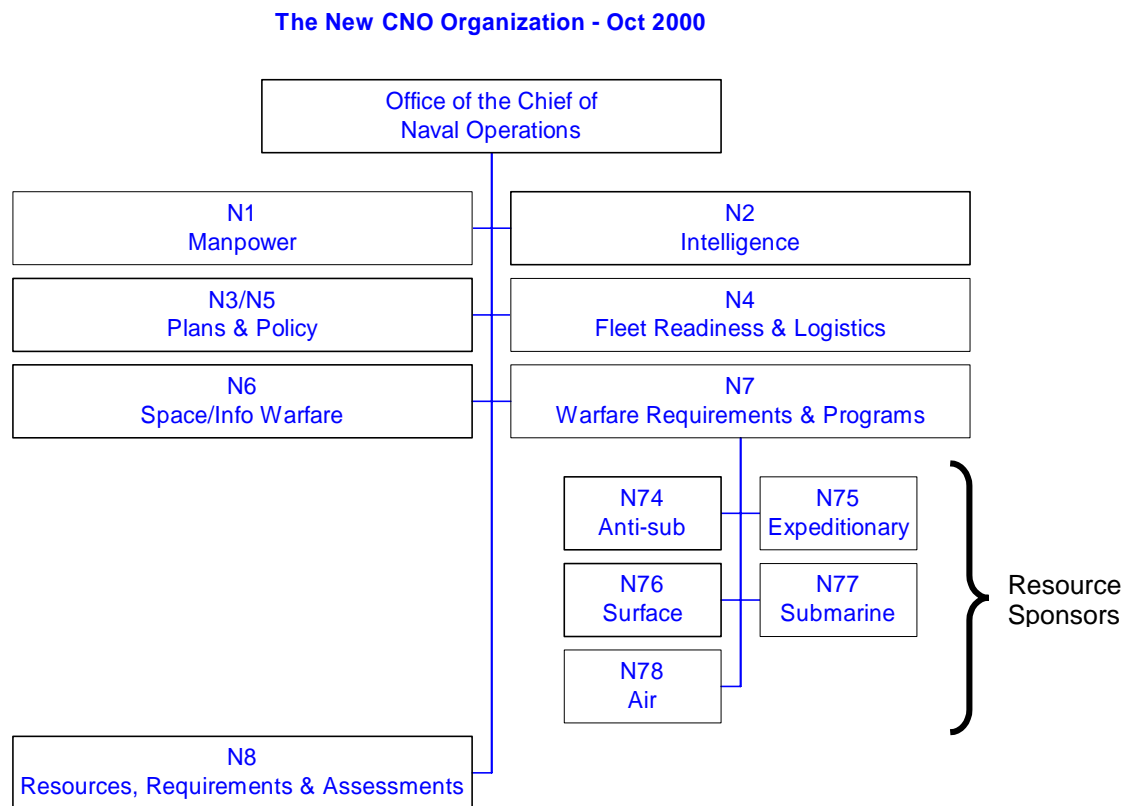 The New CNO Organization - Oct 2000
Office of the Chief of
Naval Operations
N1
Manpower
N2
Intelligence
N3/N5
Plans & Policy
N4
Fleet Readiness & Logistics
N6
Space/Info Warfare
N7
Warfare Requirements & Programs
N74
Anti-sub
N75
Expeditionary
N76
Surface
N77
Submarine
N78
Air
Resource
Sponsors
N8
Resources, Requirements & Assessments